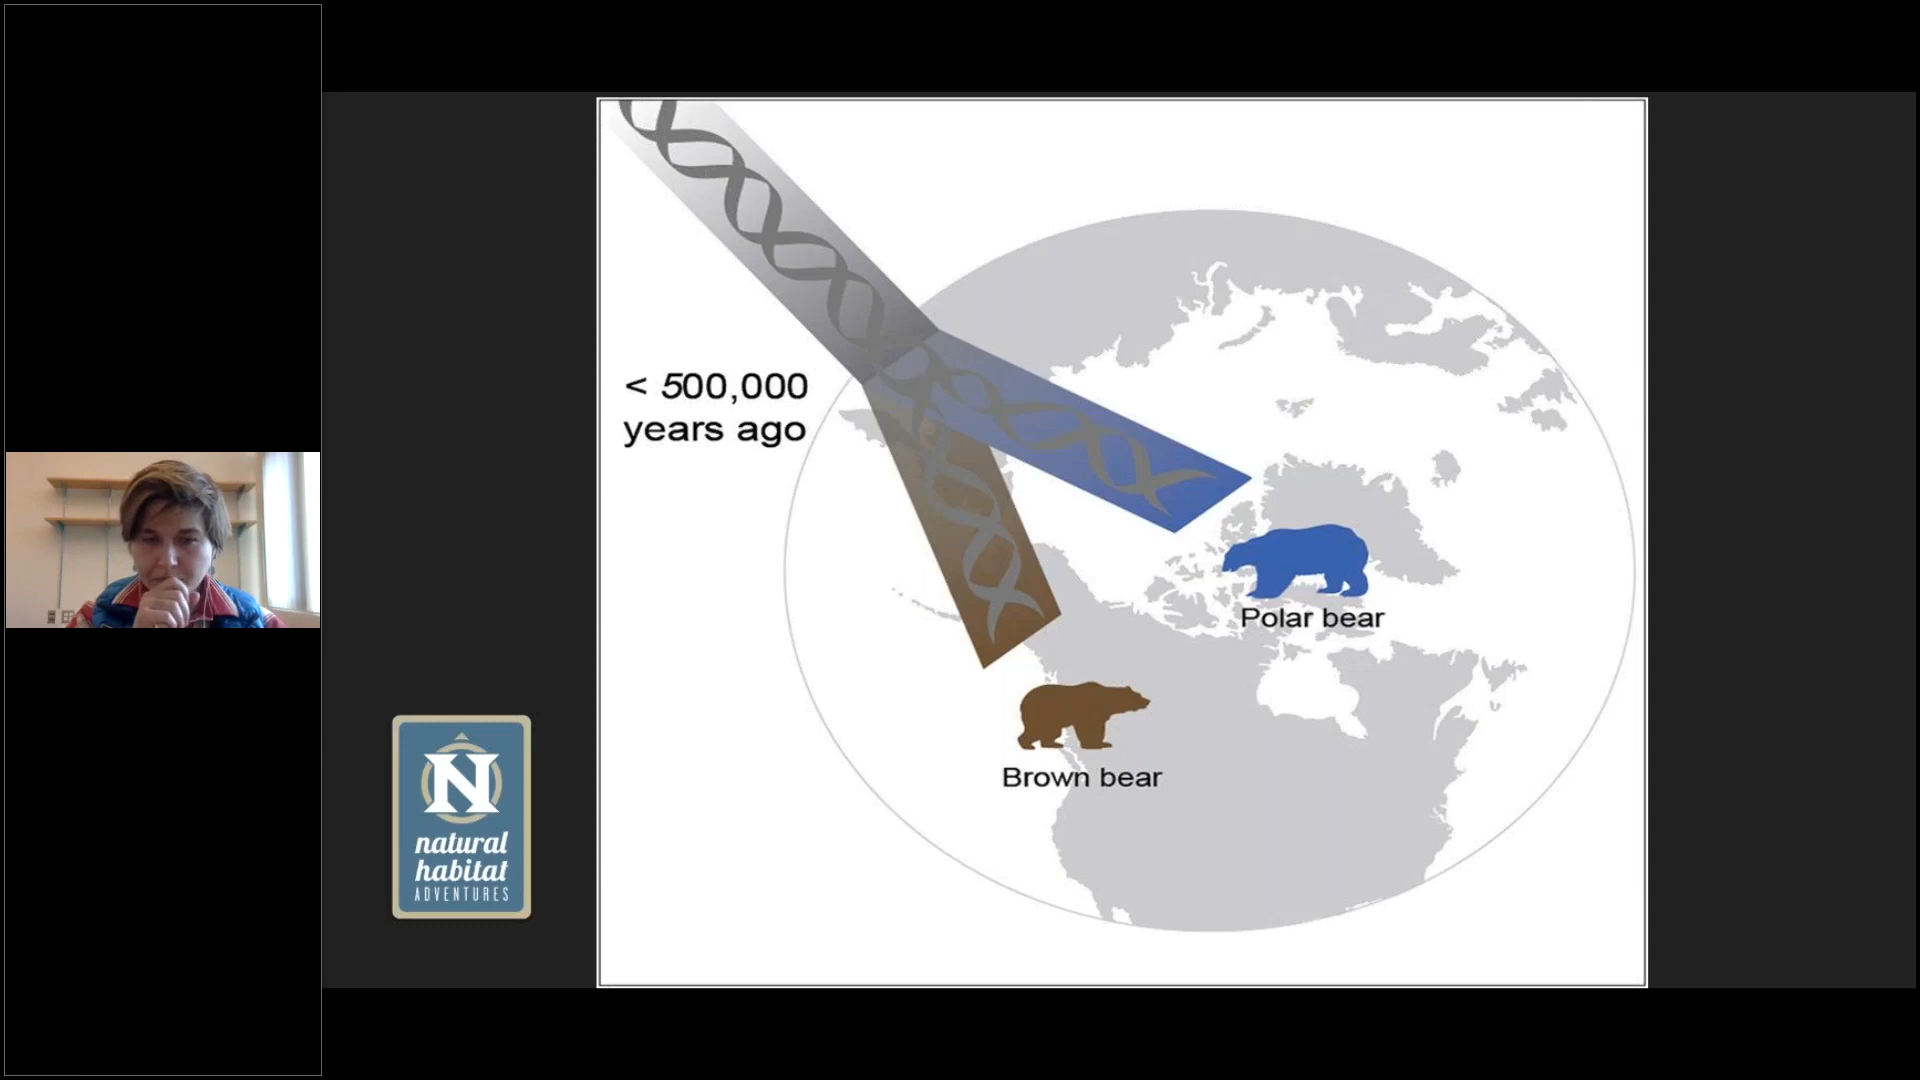 < 500,000
years ago
Polar bear
Brown bear
N
natural
habitat
ADVENTURES